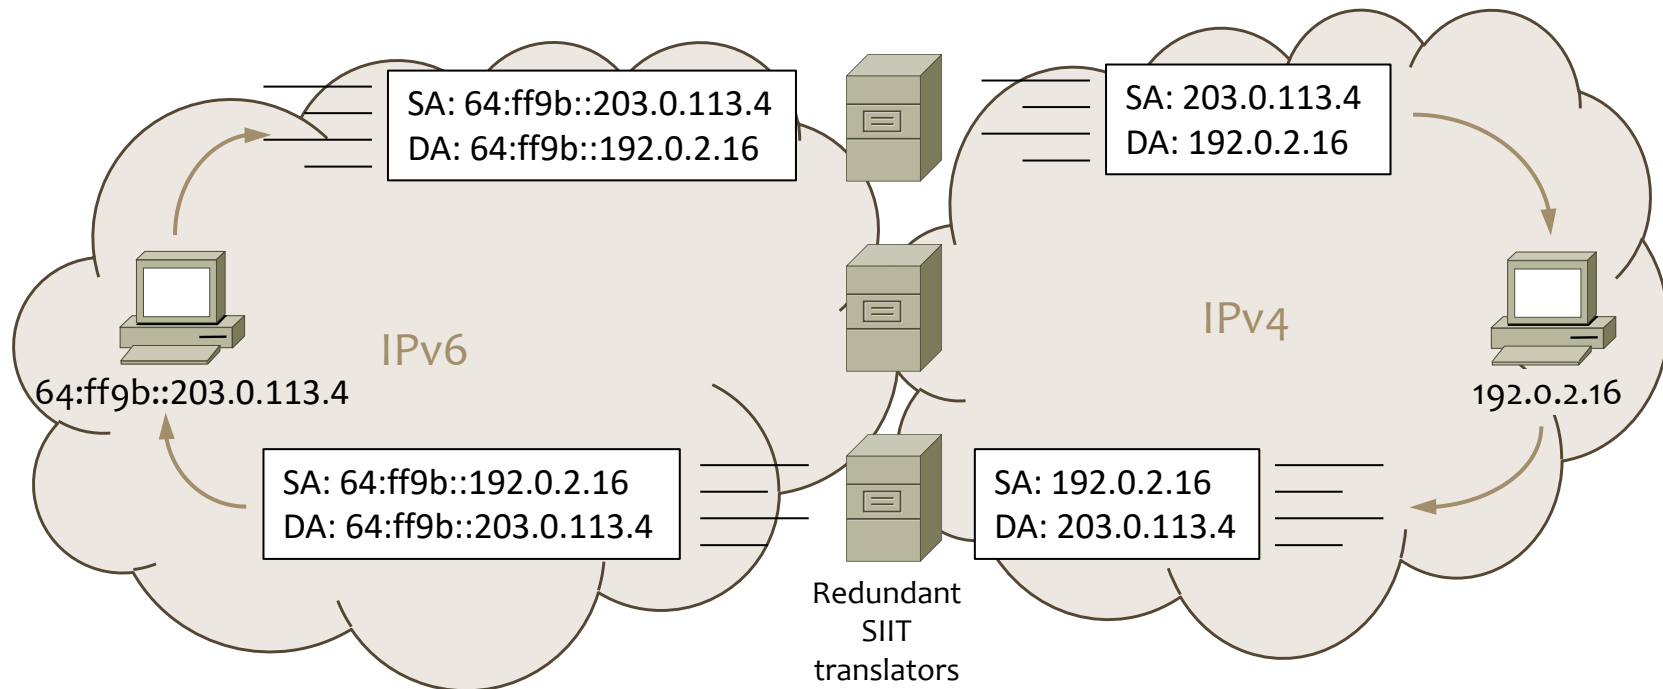 SA: 64:ff9b::203.0.113.4
DA: 64:ff9b::192.0.2.16
SA: 203.0.113.4
DA: 192.0.2.16
IPv6
IPv4
64:ff9b::203.0.113.4
192.0.2.16
SA: 64:ff9b::192.0.2.16
DA: 64:ff9b::203.0.113.4
SA: 192.0.2.16
DA: 203.0.113.4
Redundant
SIIT
translators